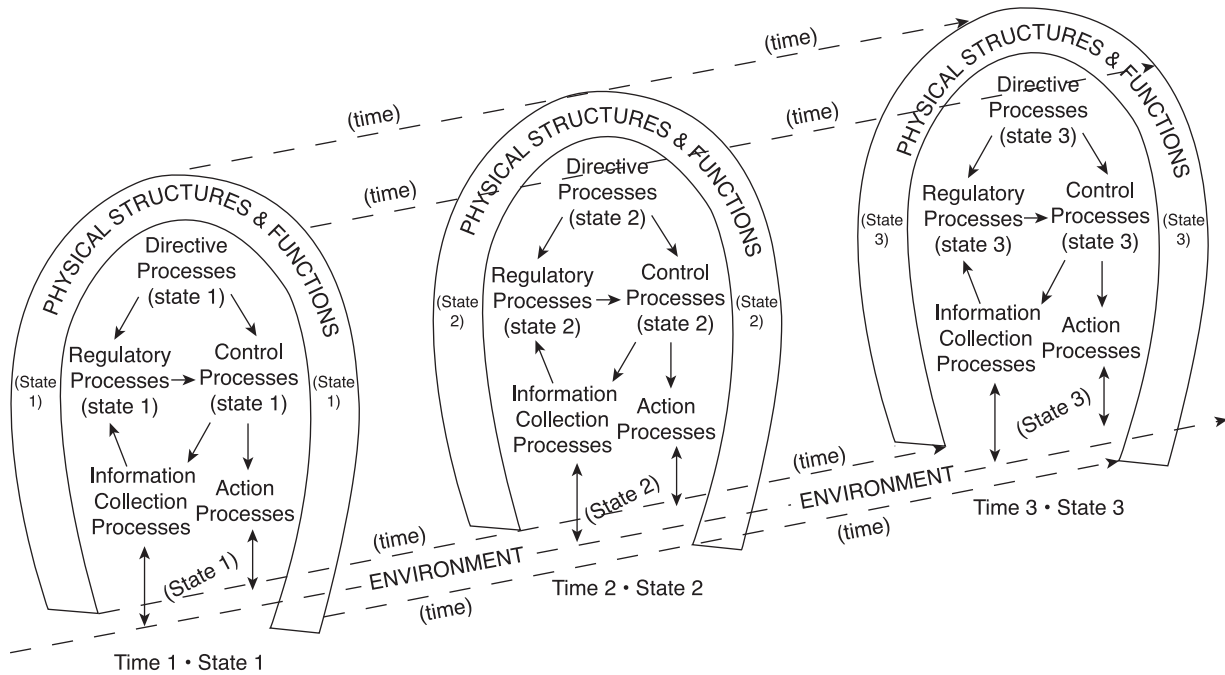 PHYSICAL STRUCTURES & FUNCTIONS
(State
1)
Directive
Processes
(state 1)
Regulatory
Processes
(state 1)
Control
Processes
(state 1)
(State
1)
Information
Collection
Processes
Action
Processes
(State 1)
Time 1 • State 1
(time)
(time)
(time)
ENVIRONMENT
(time)
PHYSICAL STRUCTURES & FUNCTIONS
(State
2)
Directive
Processes
(state 2)
Regulatory
Processes
(state 2)
Control
Processes
(state 2)
(State
2)
Information
Collection
Processes
Action
Processes
(State 2)
Time 2 • State 2
(time)
(time)
(time)
ENVIRONMENT
(time)
PHYSICAL STRUCTURES & FUNCTIONS
(State
3)
Directive
Processes
(state 3)
Regulatory
Processes
(state 3)
Control
Processes
(state 3)
(State
3)
Information
Collection
Processes
Action
Processes
(State 3)
Time 3 • State 3